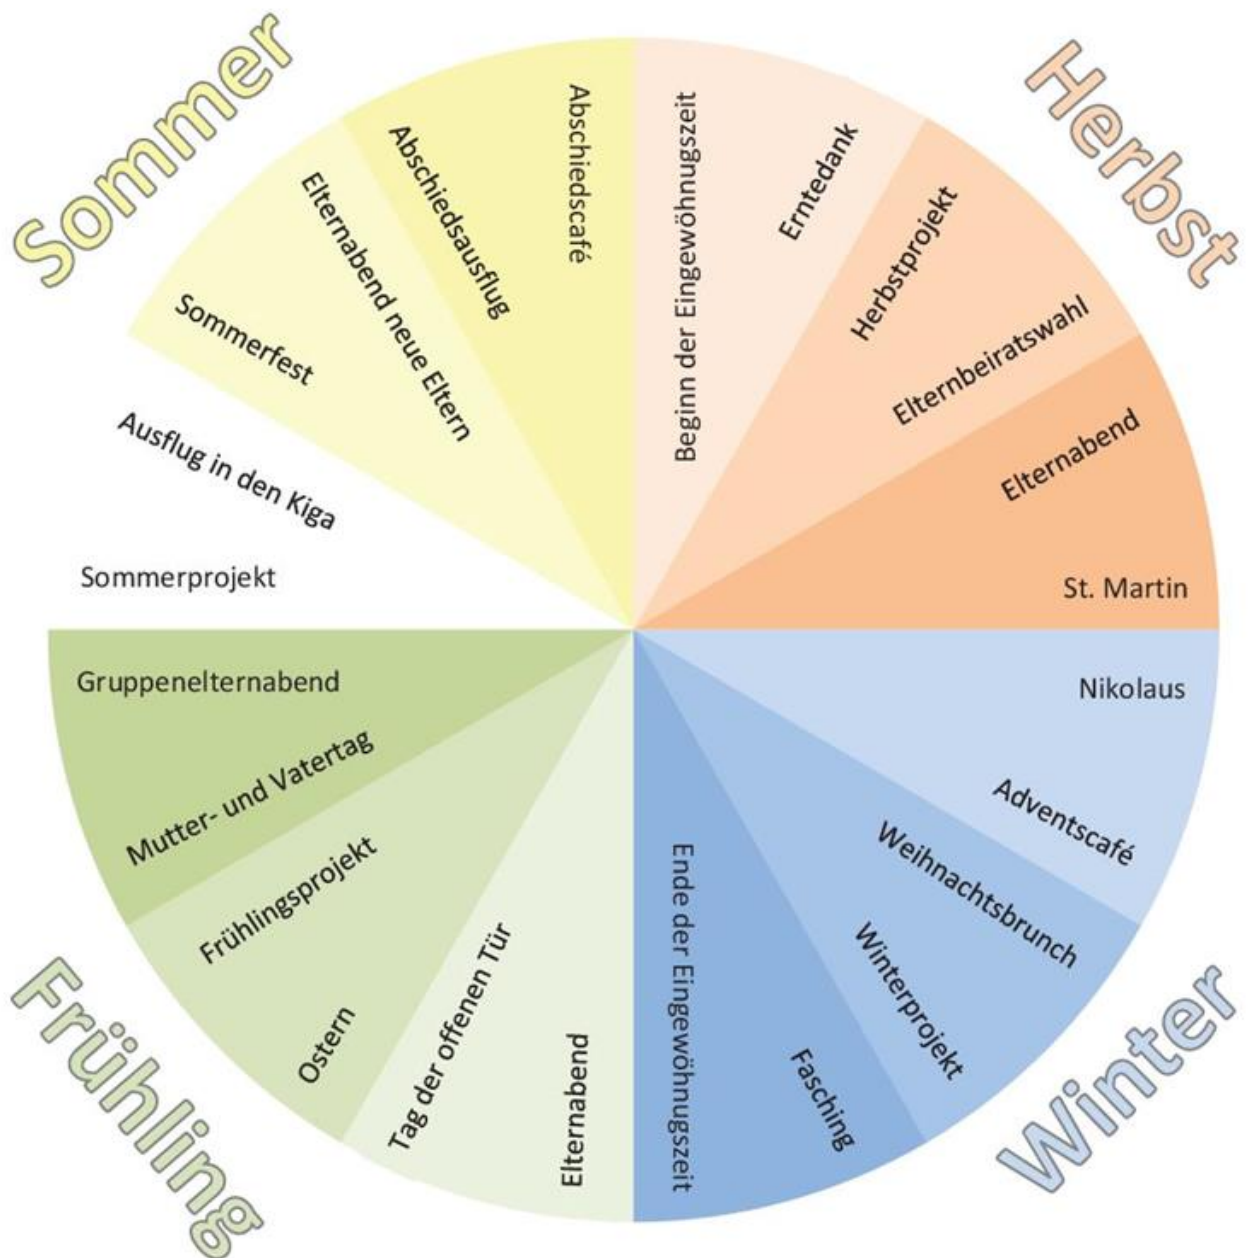 Sommer
Herbst
Abschiedscafé
Abschiedsausflug
Elternabend neue Eltern
Sommerfest
Ausflug in den Kiga
Sommerprojekt
Beginn der Eingewöhnugszeit
Erntedank
Herbstprojekt
Elternbeiratswahl
Elternabend
St. Martin
Nikolaus
Adventscafé
Weihnachtsbrunch
Winterprojekt
Fasching
Ende der Eingewöhnugszeit
Elternabend
Tag der offenen Tür
Ostern
Frühlingsprojekt
Mutter- und Vatertag
Gruppenelternabend
Frühling
Winter